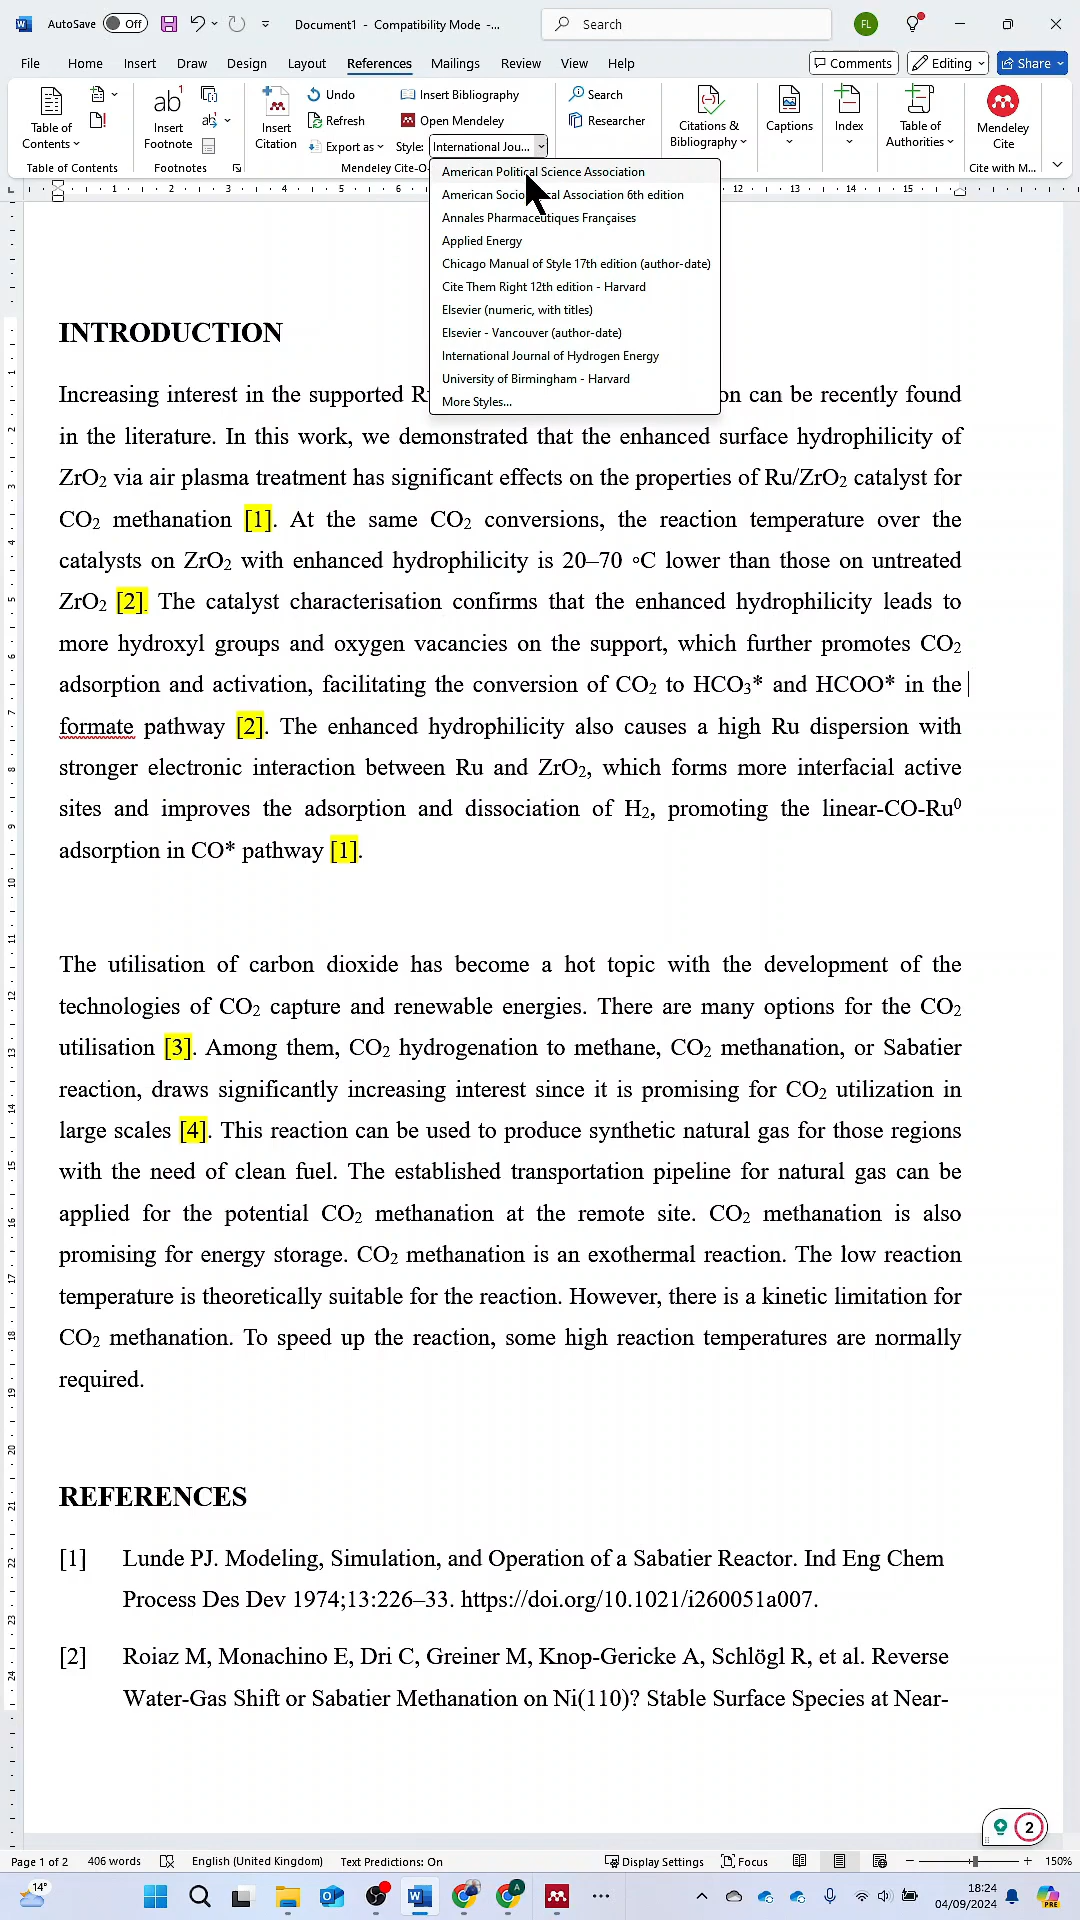 AutoSave Off Document1 - Compatibility Mode -... Search FL
File Home Insert Draw Design Layout References Mailings Review View Help Comments Editing Share
Table of Contents
Table of Contents
ab1
Insert Footnote
ab
Footnotes
Insert Citation
Undo
Refresh
Export as
Insert Bibliography
Open Mendeley
Style: International Jou...
Mendeley Cite-O-
Search
Researcher
Citations & Bibliography
Captions
Index
Table of Authorities
Mendeley Cite
Cite with M...
American Political Science Association
American Socio al Association 6th edition
Annales Pharmaceutiques Françaises
Applied Energy
Chicago Manual of Style 17th edition (author-date)
Cite Them Right 12th edition - Harvard
Elsevier (numeric, with titles)
Elsevier - Vancouver (author-date)
International Journal of Hydrogen Energy
University of Birmingham - Harvard
More Styles...
INTRODUCTION
Increasing interest in the supported R on can be recently found
in the literature. In this work, we demonstrated that the enhanced surface hydrophilicity of
ZrO2 via air plasma treatment has significant effects on the properties of Ru/ZrO2 catalyst for
CO2 methanation [1]. At the same CO2 conversions, the reaction temperature over the
catalysts on ZrO2 with enhanced hydrophilicity is 20–70 ◦C lower than those on untreated
ZrO2 [2]. The catalyst characterisation confirms that the enhanced hydrophilicity leads to
more hydroxyl groups and oxygen vacancies on the support, which further promotes CO2
adsorption and activation, facilitating the conversion of CO2 to HCO3* and HCOO* in the
formate pathway [2]. The enhanced hydrophilicity also causes a high Ru dispersion with
stronger electronic interaction between Ru and ZrO2, which forms more interfacial active
sites and improves the adsorption and dissociation of H2, promoting the linear-CO-Ru0
adsorption in CO* pathway [1].
The utilisation of carbon dioxide has become a hot topic with the development of the
technologies of CO2 capture and renewable energies. There are many options for the CO2
utilisation [3]. Among them, CO2 hydrogenation to methane, CO2 methanation, or Sabatier
reaction, draws significantly increasing interest since it is promising for CO2 utilization in
large scales [4]. This reaction can be used to produce synthetic natural gas for those regions
with the need of clean fuel. The established transportation pipeline for natural gas can be
applied for the potential CO2 methanation at the remote site. CO2 methanation is also
promising for energy storage. CO2 methanation is an exothermal reaction. The low reaction
temperature is theoretically suitable for the reaction. However, there is a kinetic limitation for
CO2 methanation. To speed up the reaction, some high reaction temperatures are normally
required.
REFERENCES
[1] Lunde PJ. Modeling, Simulation, and Operation of a Sabatier Reactor. Ind Eng Chem
Process Des Dev 1974;13:226–33. https://doi.org/10.1021/i260051a007.
[2] Roiaz M, Monachino E, Dri C, Greiner M, Knop-Gericke A, Schlögl R, et al. Reverse
Water-Gas Shift or Sabatier Methanation on Ni(110)? Stable Surface Species at Near-
2
Page 1 of 2 406 words English (United Kingdom) Text Predictions: On Display Settings Focus 150%
14° 18:24
04/09/2024
PRE